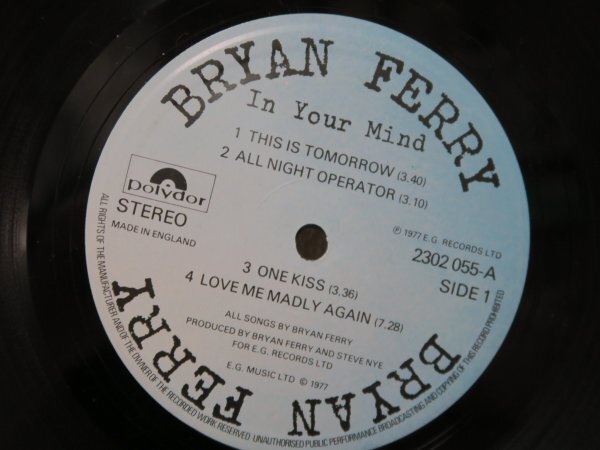 BRYAN FERRY
In Your Mind
1 THIS IS TOMORROW (3.40)
2 ALL NIGHT OPERATOR (3.10)
polydor
STEREO
MADE IN ENGLAND
℗ 1977 E.G. RECORDS LTD
2302 055-A
SIDE 1
3 ONE KISS (3.36)
4 LOVE ME MADLY AGAIN (7.28)
ALL SONGS BY BRYAN FERRY
PRODUCED BY BRYAN FERRY AND STEVE NYE
FOR E.G. RECORDS LTD
E.G. MUSIC LTD © 1977
BRYAN FERRY
ALL RIGHTS OF THE MANUFACTURER AND OF THE OWNER OF THE RECORDED WORK RESERVED UNAUTHORISED PUBLIC PERFORMANCE BROADCASTING AND COPYING OF THIS RECORD PROHIBITED